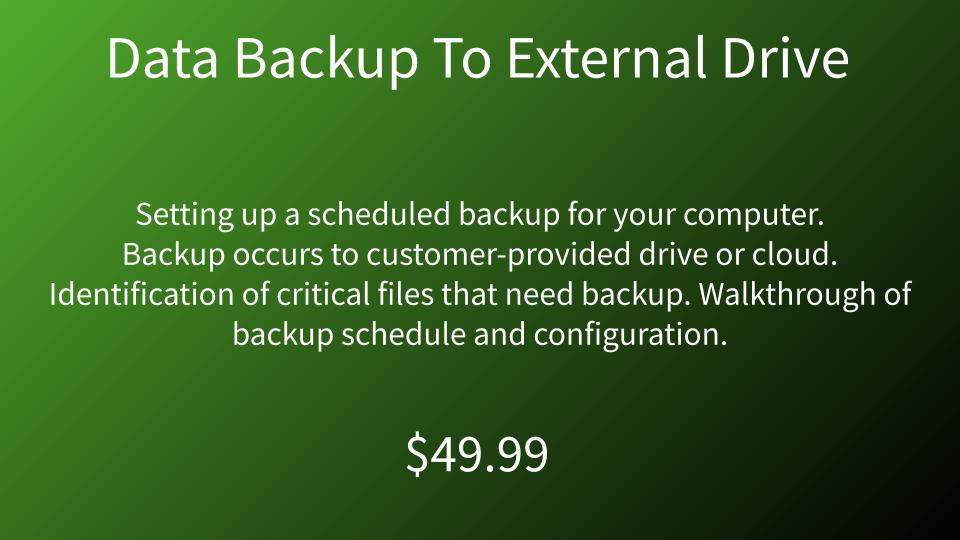 Data Backup To External Drive
Setting up a scheduled backup for your computer.
Backup occurs to customer-provided drive or cloud.
Identification of critical files that need backup. Walkthrough of
backup schedule and configuration.
$49.99